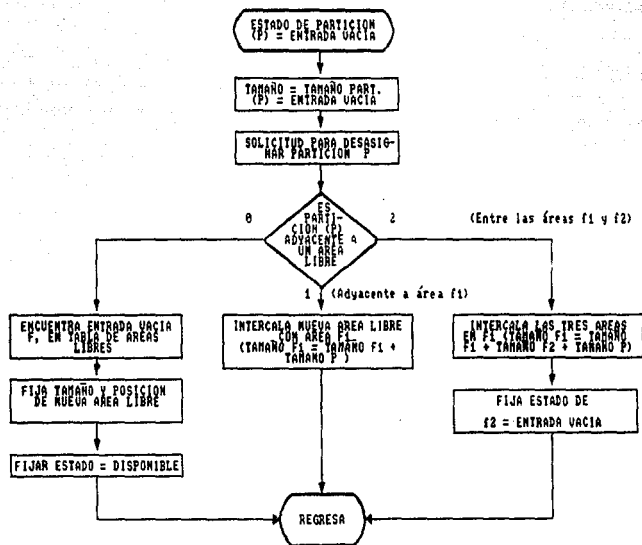 ESTADO DE PARTICION
(P) = ENTRADA VACIA
TAMAÑO = TAMAÑO PART.
(P) = ENTRADA VACIA
SOLICITUD PARA DESASIG-
NAR PARTICION P
ES
PARTI-
CION (P)
ADYACENTE A
UN AREA
LIBRE
0
2
(Entre las áreas f1 y f2)
1 (Adyacente a área f1)
ENCUENTRA ENTRADA VACIA
F, EN TABLA DE AREAS
LIBRES
INTERCALA NUEVA AREA LIBRE
CON AREA F1
(TAMAÑO F1 = TAMAÑO F1 +
TAMAÑO P )
INTERCALA LAS TRES AREAS
EN F1 (TAMAÑO F1 = TAMAÑO
F1 + TAMAÑO F2 + TAMAÑO P)
FIJA TAMAÑO Y POSICION
DE NUEVA AREA LIBRE
FIJA ESTADO DE
f2 = ENTRADA VACIA
FIJAR ESTADO = DISPONIBLE
REGRESA